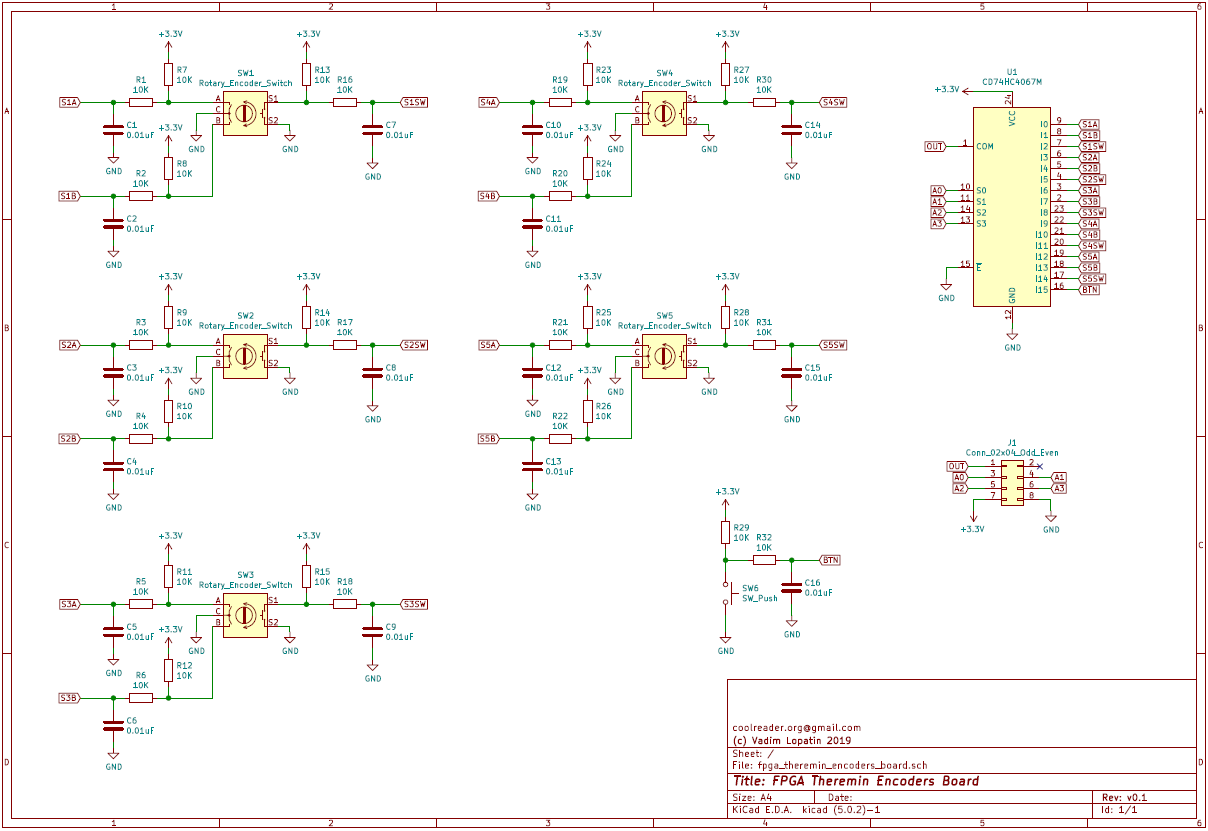 1 2 3 4 5 6
A
B
C
D
+3.3V
R7
10K
R1
10K
S1A
C1
0.01uF
GND
+3.3V
R8
10K
R2
10K
S1B
C2
0.01uF
GND
SW1
Rotary_Encoder_Switch
A
C
B
S1
S2
GND
GND
+3.3V
R13
10K
R16
10K
S1SW
C7
0.01uF
GND
+3.3V
R23
10K
R19
10K
S4A
C10
0.01uF
GND
+3.3V
R24
10K
R20
10K
S4B
C11
0.01uF
GND
SW4
Rotary_Encoder_Switch
A
C
B
S1
S2
GND
GND
+3.3V
R27
10K
R30
10K
S4SW
C14
0.01uF
GND
U1
CD74HC4067M
+3.3V
24
VCC
OUT 1 COM
A0 10 S0
A1 11 S1
A2 14 S2
A3 13 S3
15 E
GND
I0 9 S1A
I1 8 S1B
I2 7 S1SW
I3 6 S2A
I4 5 S2B
I5 4 S2SW
I6 3 S3A
I7 2 S3B
I8 23 S3SW
I9 22 S4A
I10 21 S4B
I11 20 S4SW
I12 19 S5A
I13 18 S5B
I14 17 S5SW
I15 16 BTN
GND
12
GND
+3.3V
R9
10K
R3
10K
S2A
C3
0.01uF
GND
+3.3V
R10
10K
R4
10K
S2B
C4
0.01uF
GND
SW2
Rotary_Encoder_Switch
A
C
B
S1
S2
GND
GND
+3.3V
R14
10K
R17
10K
S2SW
C8
0.01uF
GND
+3.3V
R25
10K
R21
10K
S5A
C12
0.01uF
GND
+3.3V
R26
10K
R22
10K
S5B
C13
0.01uF
GND
SW5
Rotary_Encoder_Switch
A
C
B
S1
S2
GND
GND
+3.3V
R28
10K
R31
10K
S5SW
C15
0.01uF
GND
J1
Conn_02x04_Odd_Even
OUT 1 2
A0 3 4 A1
A2 5 6 A3
7 8
+3.3V
GND
+3.3V
R11
10K
R5
10K
S3A
C5
0.01uF
GND
+3.3V
R12
10K
R6
10K
S3B
C6
0.01uF
GND
SW3
Rotary_Encoder_Switch
A
C
B
S1
S2
GND
GND
+3.3V
R15
10K
R18
10K
S3SW
C9
0.01uF
GND
+3.3V
R29
10K
R32
10K
BTN
SW6
SW_Push
C16
0.01uF
GND
GND
coolreader.org@gmail.com
(c) Vadim Lopatin 2019
Sheet: /
File: fpga_theremin_encoders_board.sch
Title: FPGA Theremin Encoders Board
Size: A4 Date: Rev: v0.1
KiCad E.D.A. kicad (5.0.2)-1 Id: 1/1
A
B
C
D
1 2 3 4 5 6